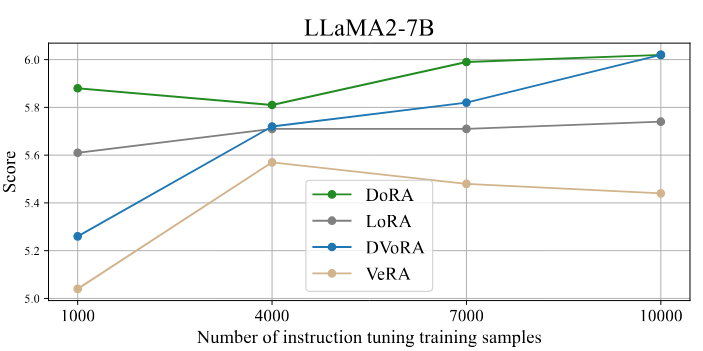 LLaMA2-7B
Score
6.0
5.8
5.6
5.4
5.2
5.0
DoRA
LoRA
DVoRA
VeRA
1000 4000 7000 10000
Number of instruction tuning training samples